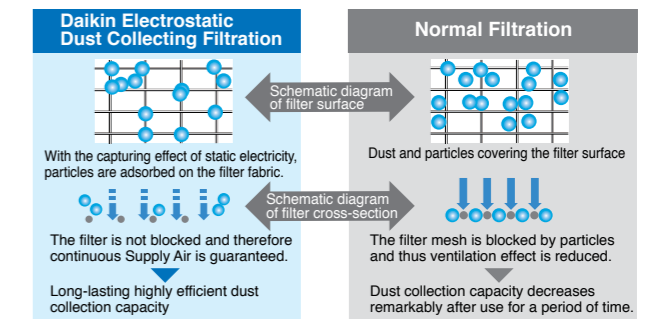 Daikin Electrostatic
Dust Collecting Filtration
Normal Filtration
Schematic diagram
of filter surface
With the capturing effect of static electricity,
particles are adsorbed on the filter fabric.
Dust and particles covering the filter surface
Schematic diagram
of filter cross-section
The filter is not blocked and therefore
continuous Supply Air is guaranteed.
The filter mesh is blocked by particles
and thus ventilation effect is reduced.
Long-lasting highly efficient dust
collection capacity
Dust collection capacity decreases
remarkably after use for a period of time.